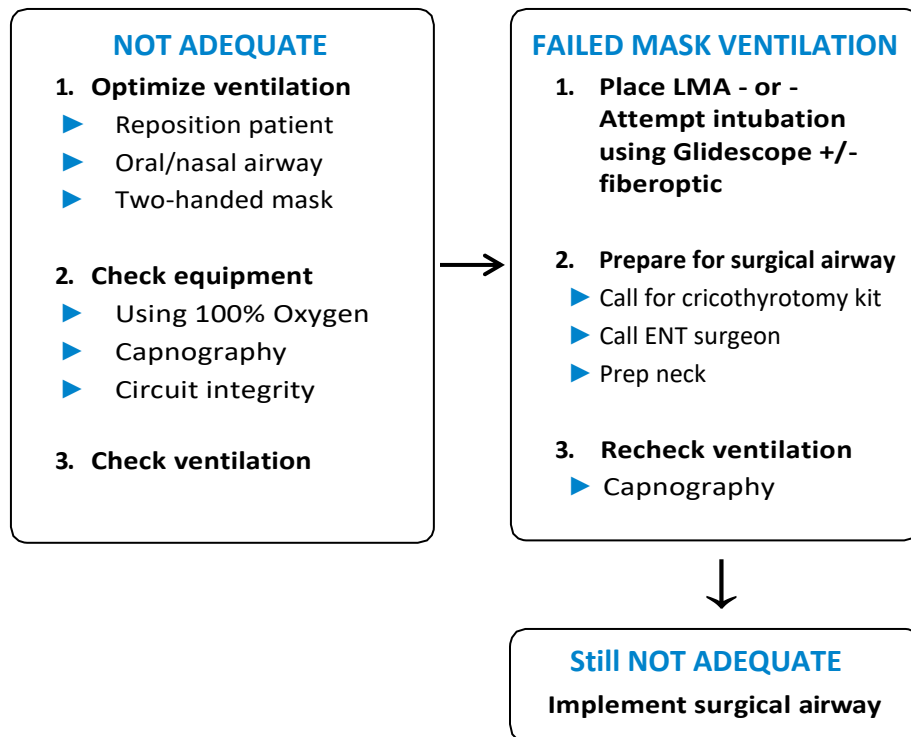 NOT ADEQUATE
1. Optimize ventilation
► Reposition patient
► Oral/nasal airway
► Two-handed mask
2. Check equipment
► Using 100% Oxygen
► Capnography
► Circuit integrity
3. Check ventilation
FAILED MASK VENTILATION
1. Place LMA - or -
Attempt intubation
using Glidescope +/-
fiberoptic
2. Prepare for surgical airway
► Call for cricothyrotomy kit
► Call ENT surgeon
► Prep neck
3. Recheck ventilation
► Capnography
Still NOT ADEQUATE
Implement surgical airway